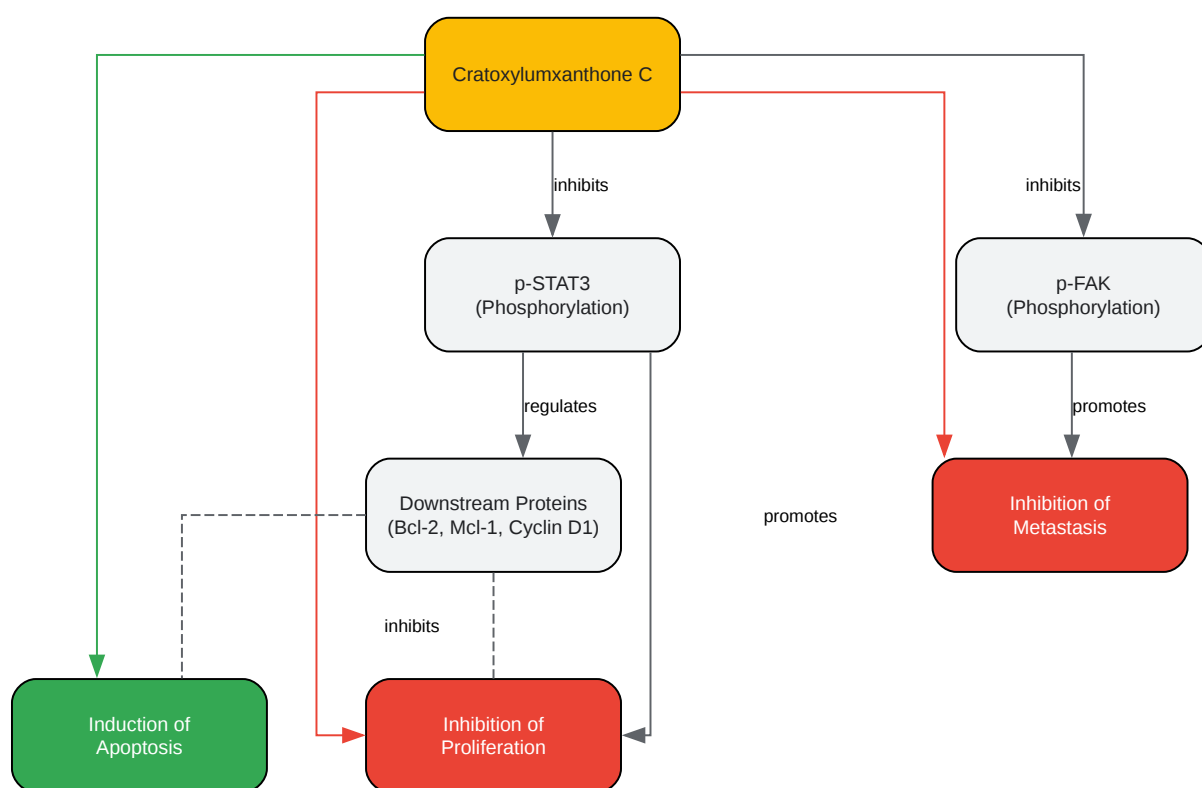 Cratoxylumxanthone C
inhibits
inhibits
p-STAT3
(Phosphorylation)
p-FAK
(Phosphorylation)
regulates
promotes
Downstream Proteins
(Bcl-2, Mcl-1, Cyclin D1)
promotes
Inhibition of
Metastasis
inhibits
Induction of
Apoptosis
Inhibition of
Proliferation